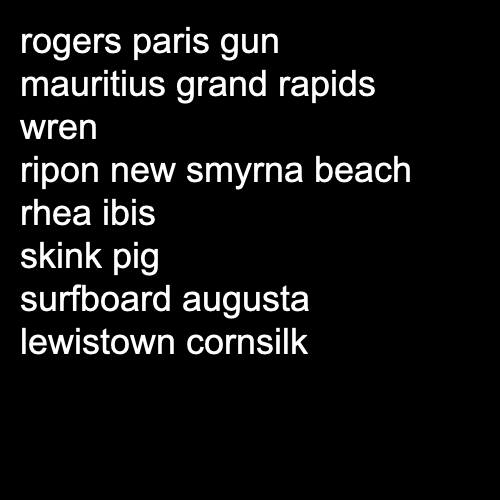 rogers paris gun
mauritius grand rapids
wren
ripon new smyrna beach
rhea ibis
skink pig
surfboard augusta
lewistown cornsilk